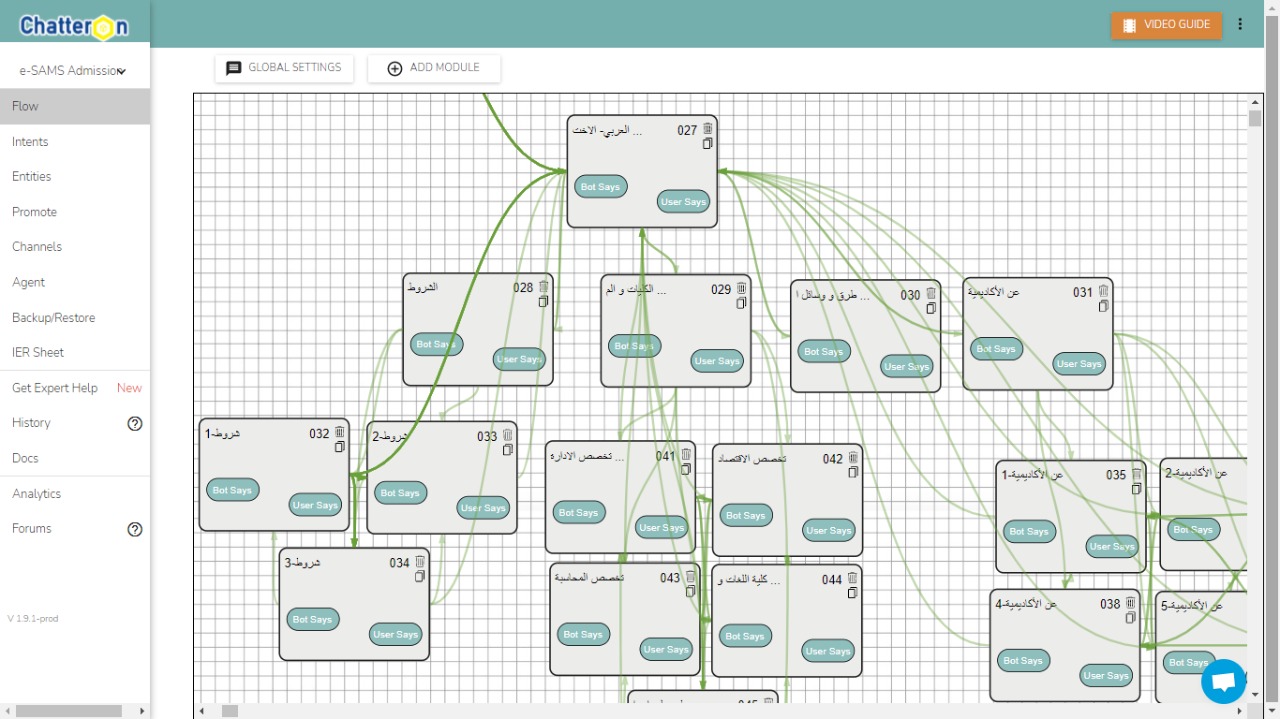 Chatteron
VIDEO GUIDE
e-SAMS Admission
GLOBAL SETTINGS
ADD MODULE
Flow
Intents
Entities
Promote
Channels
Agent
Backup/Restore
IER Sheet
Get Expert Help New
History
Docs
Analytics
Forums
V 1.9.1-prod
العربي- الاخت ...
027
Bot Says
User Says
الشروط
028
Bot Says
User Says
الكليات و الم ...
029
Bot Says
User Says
طرق و وسائل ا ...
030
Bot Says
User Says
عن الأكاديمية
031
Bot Says
User Says
شروط-1
032
Bot Says
User Says
شروط-2
033
Bot Says
User Says
شروط-3
034
Bot Says
User Says
تخصص الادارة ...
041
Bot Says
User Says
تخصص الاقتصاد
042
Bot Says
User Says
تخصص المحاسبة
043
Bot Says
User Says
كلية اللغات و ...
044
Bot Says
User Says
عن الأكاديمية-1
035
Bot Says
User Says
عن الأكاديمية-2
Bot Says
عن الأكاديمية-4
038
Bot Says
User Says
عن الأكاديمية-5
Bot Says